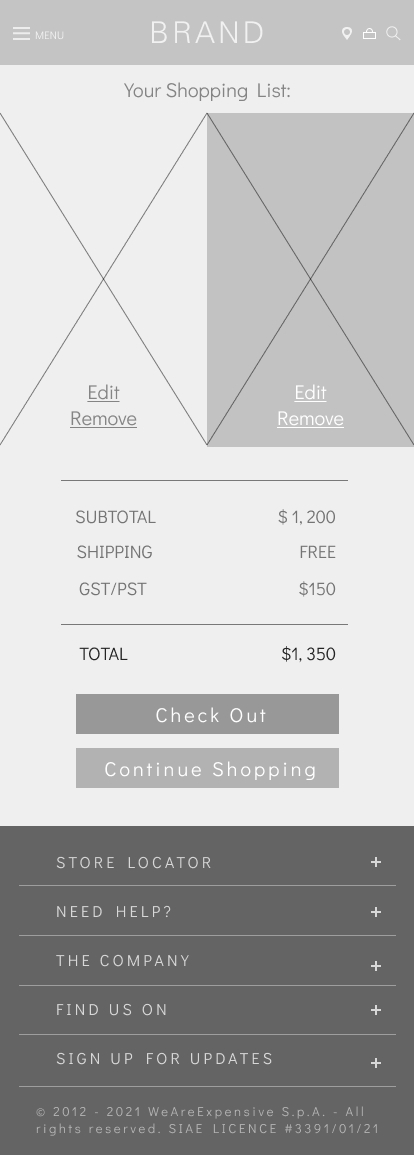 MENU BRAND
Your Shopping List:
Edit Edit
Remove Remove
SUBTOTAL $ 1, 200
SHIPPING FREE
GST/PST $150
TOTAL $1, 350
Check Out
Continue Shopping
STORE LOCATOR +
NEED HELP? +
THE COMPANY +
FIND US ON +
SIGN UP FOR UPDATES +
© 2012 - 2021 WeAreExpensive S.p.A. - All
rights reserved. SIAE LICENCE #3391/01/21